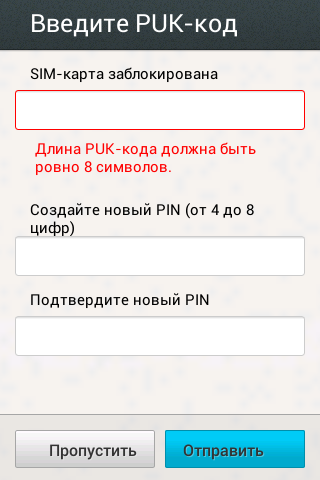 Введите PUK-код
SIM-карта заблокирована
Длина PUK-кода должна быть
ровно 8 символов.
Создайте новый PIN (от 4 до 8
цифр)
Подтвердите новый PIN
Пропустить
Отправить